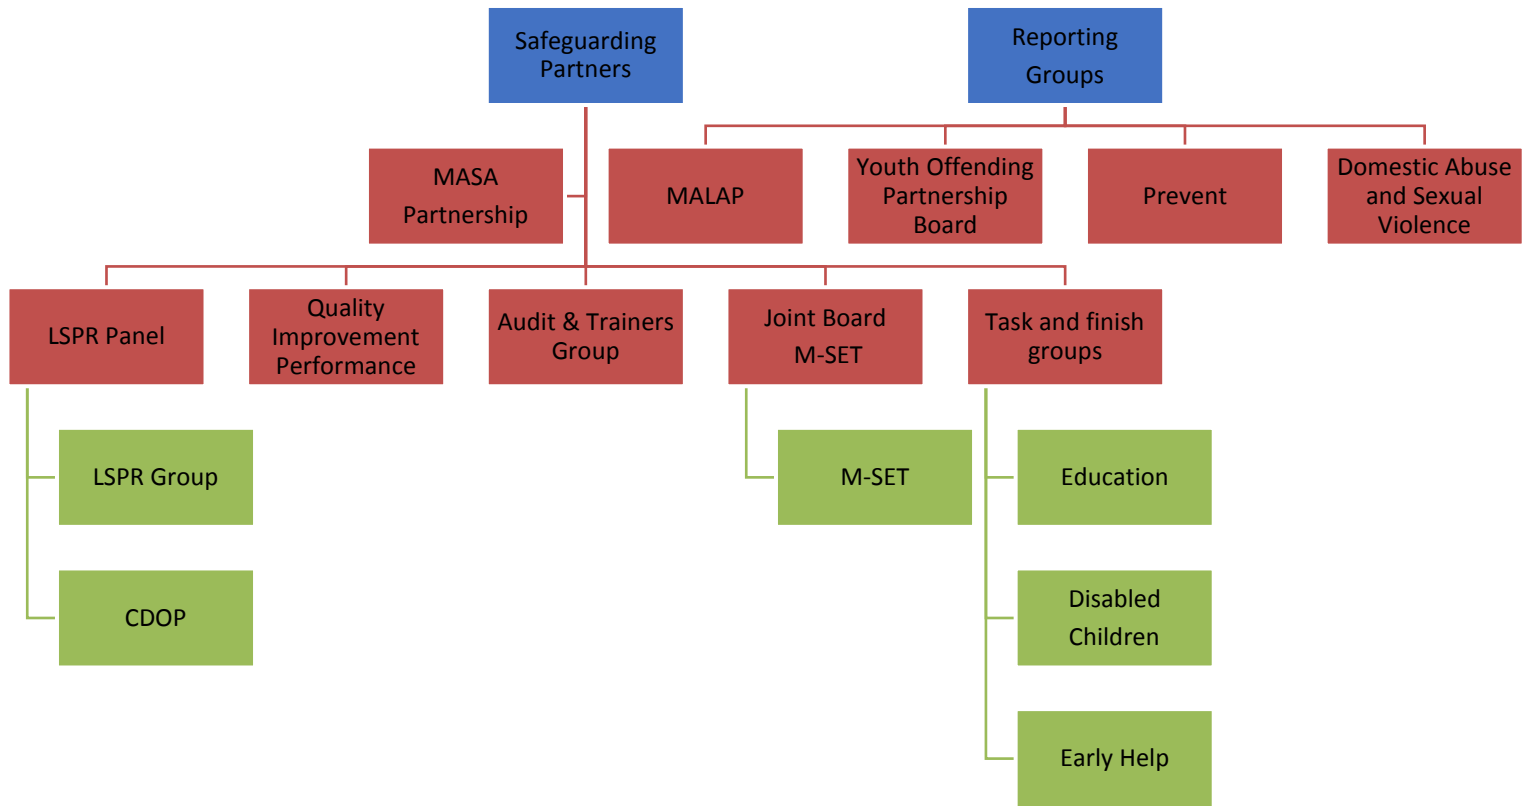 Safeguarding
Partners
Reporting
Groups
MASA
Partnership
MALAP
Youth Offending
Partnership
Board
Prevent
Domestic Abuse
and Sexual
Violence
LSPR Panel
Quality
Improvement
Performance
Audit & Trainers
Group
Joint Board
M-SET
Task and finish
groups
LSPR Group
M-SET
Education
CDOP
Disabled
Children
Early Help